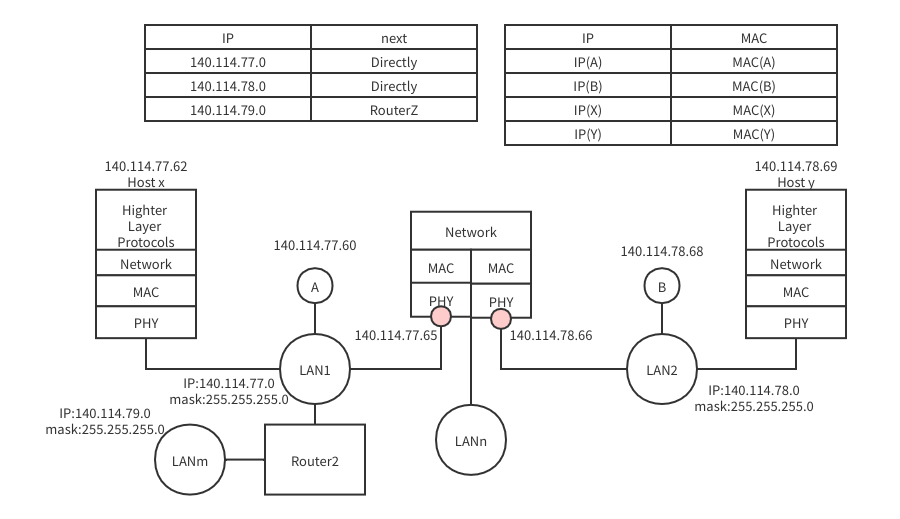 IP next
140.114.77.0 Directly
140.114.78.0 Directly
140.114.79.0 RouterZ
IP MAC
IP(A) MAC(A)
IP(B) MAC(B)
IP(X) MAC(X)
IP(Y) MAC(Y)
140.114.77.62
Host x
Highter
Layer
Protocols
Network
MAC
PHY
140.114.77.60
A
Network
MAC MAC
PHY PHY
140.114.77.65
140.114.78.66
140.114.78.68
B
140.114.78.69
Host y
Highter
Layer
Protocols
Network
MAC
PHY
LAN1
IP:140.114.77.0
mask:255.255.255.0
LAN2
IP:140.114.78.0
mask:255.255.255.0
IP:140.114.79.0
mask:255.255.255.0
LANm
Router2
LANn